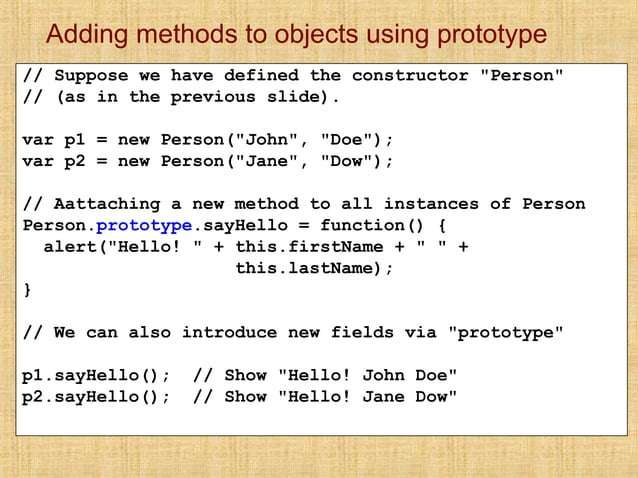 Adding methods to objects using prototype
// Suppose we have defined the constructor "Person"
// (as in the previous slide).
var p1 = new Person("John", "Doe");
var p2 = new Person("Jane", "Dow");
// Aattaching a new method to all instances of Person
Person.prototype.sayHello = function() {
  alert("Hello! " + this.firstName + " " +
                    this.lastName);
}
// We can also introduce new fields via "prototype"
p1.sayHello();  // Show "Hello! John Doe"
p2.sayHello();  // Show "Hello! Jane Dow"